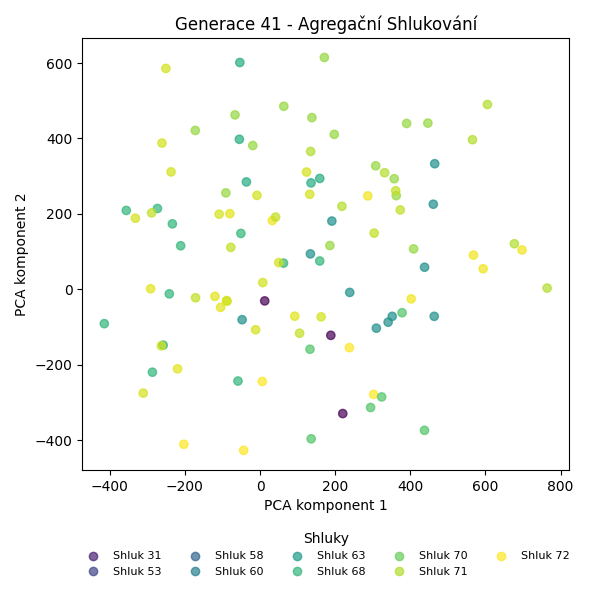 Generace 41 - Agregační Shlukování
600
400
200
0
−200
−400
PCA komponent 2
−400 −200 0 200 400 600 800
PCA komponent 1
Shluky
Shluk 31 Shluk 58 Shluk 63 Shluk 70 Shluk 72
Shluk 53 Shluk 60 Shluk 68 Shluk 71